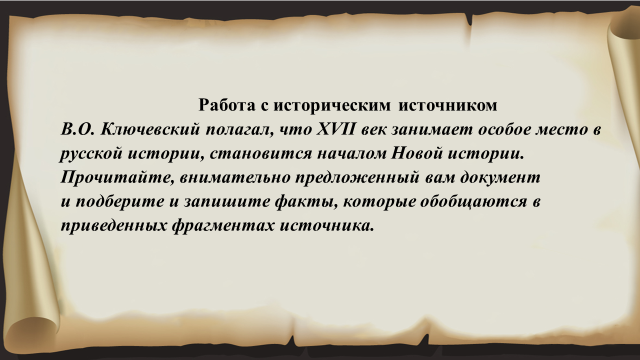 Работа с историческим источником
В.О. Ключевский полагал, что XVII век занимает особое место в
русской истории, становится началом Новой истории.
Прочитайте, внимательно предложенный вам документ
и подберите и запишите факты, которые обобщаются в
приведенных фрагментах источника.